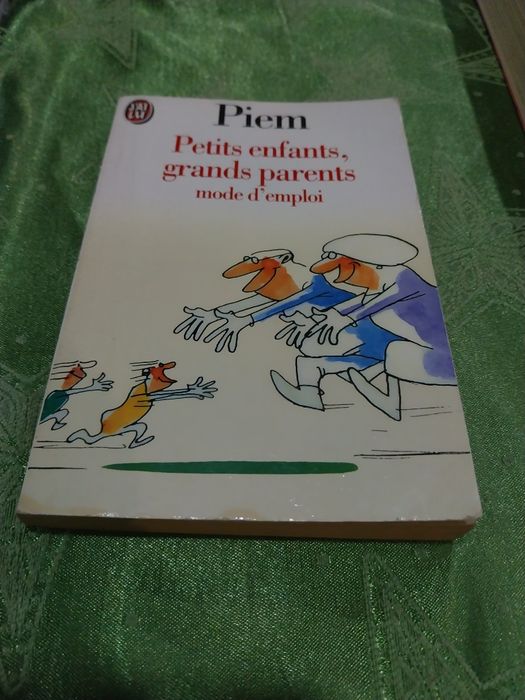 J'AI
LU
Piem
Petits enfants,
grands parents
mode d'emploi